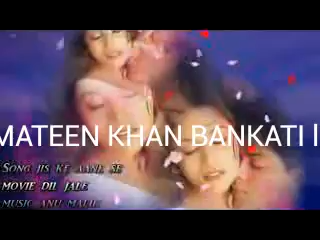 MATEEN KHAN BANKATI
SONG JIS KE AANE SE
MOVIE DIL JALE
MUSIC ANU MALIK